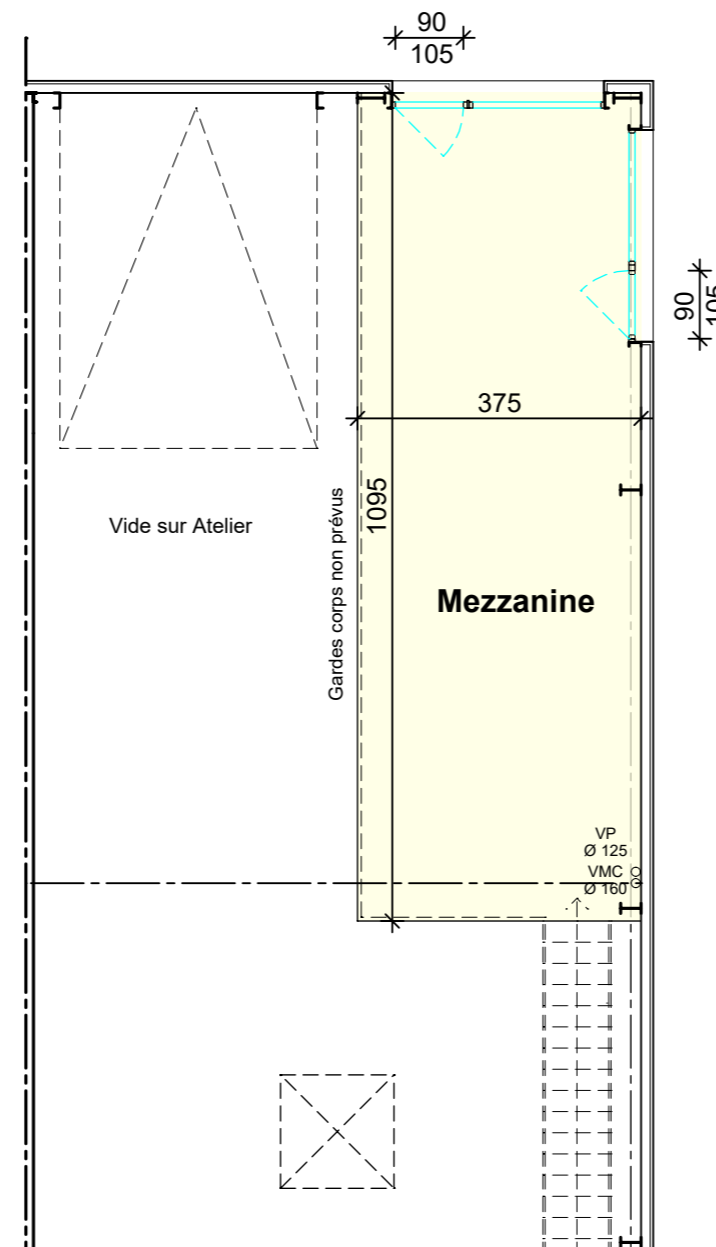 90
105
90
105
375
1095
Vide sur Atelier
Gardes corps non prévus
Mezzanine
VP
Ø 125
VMC
Ø 160